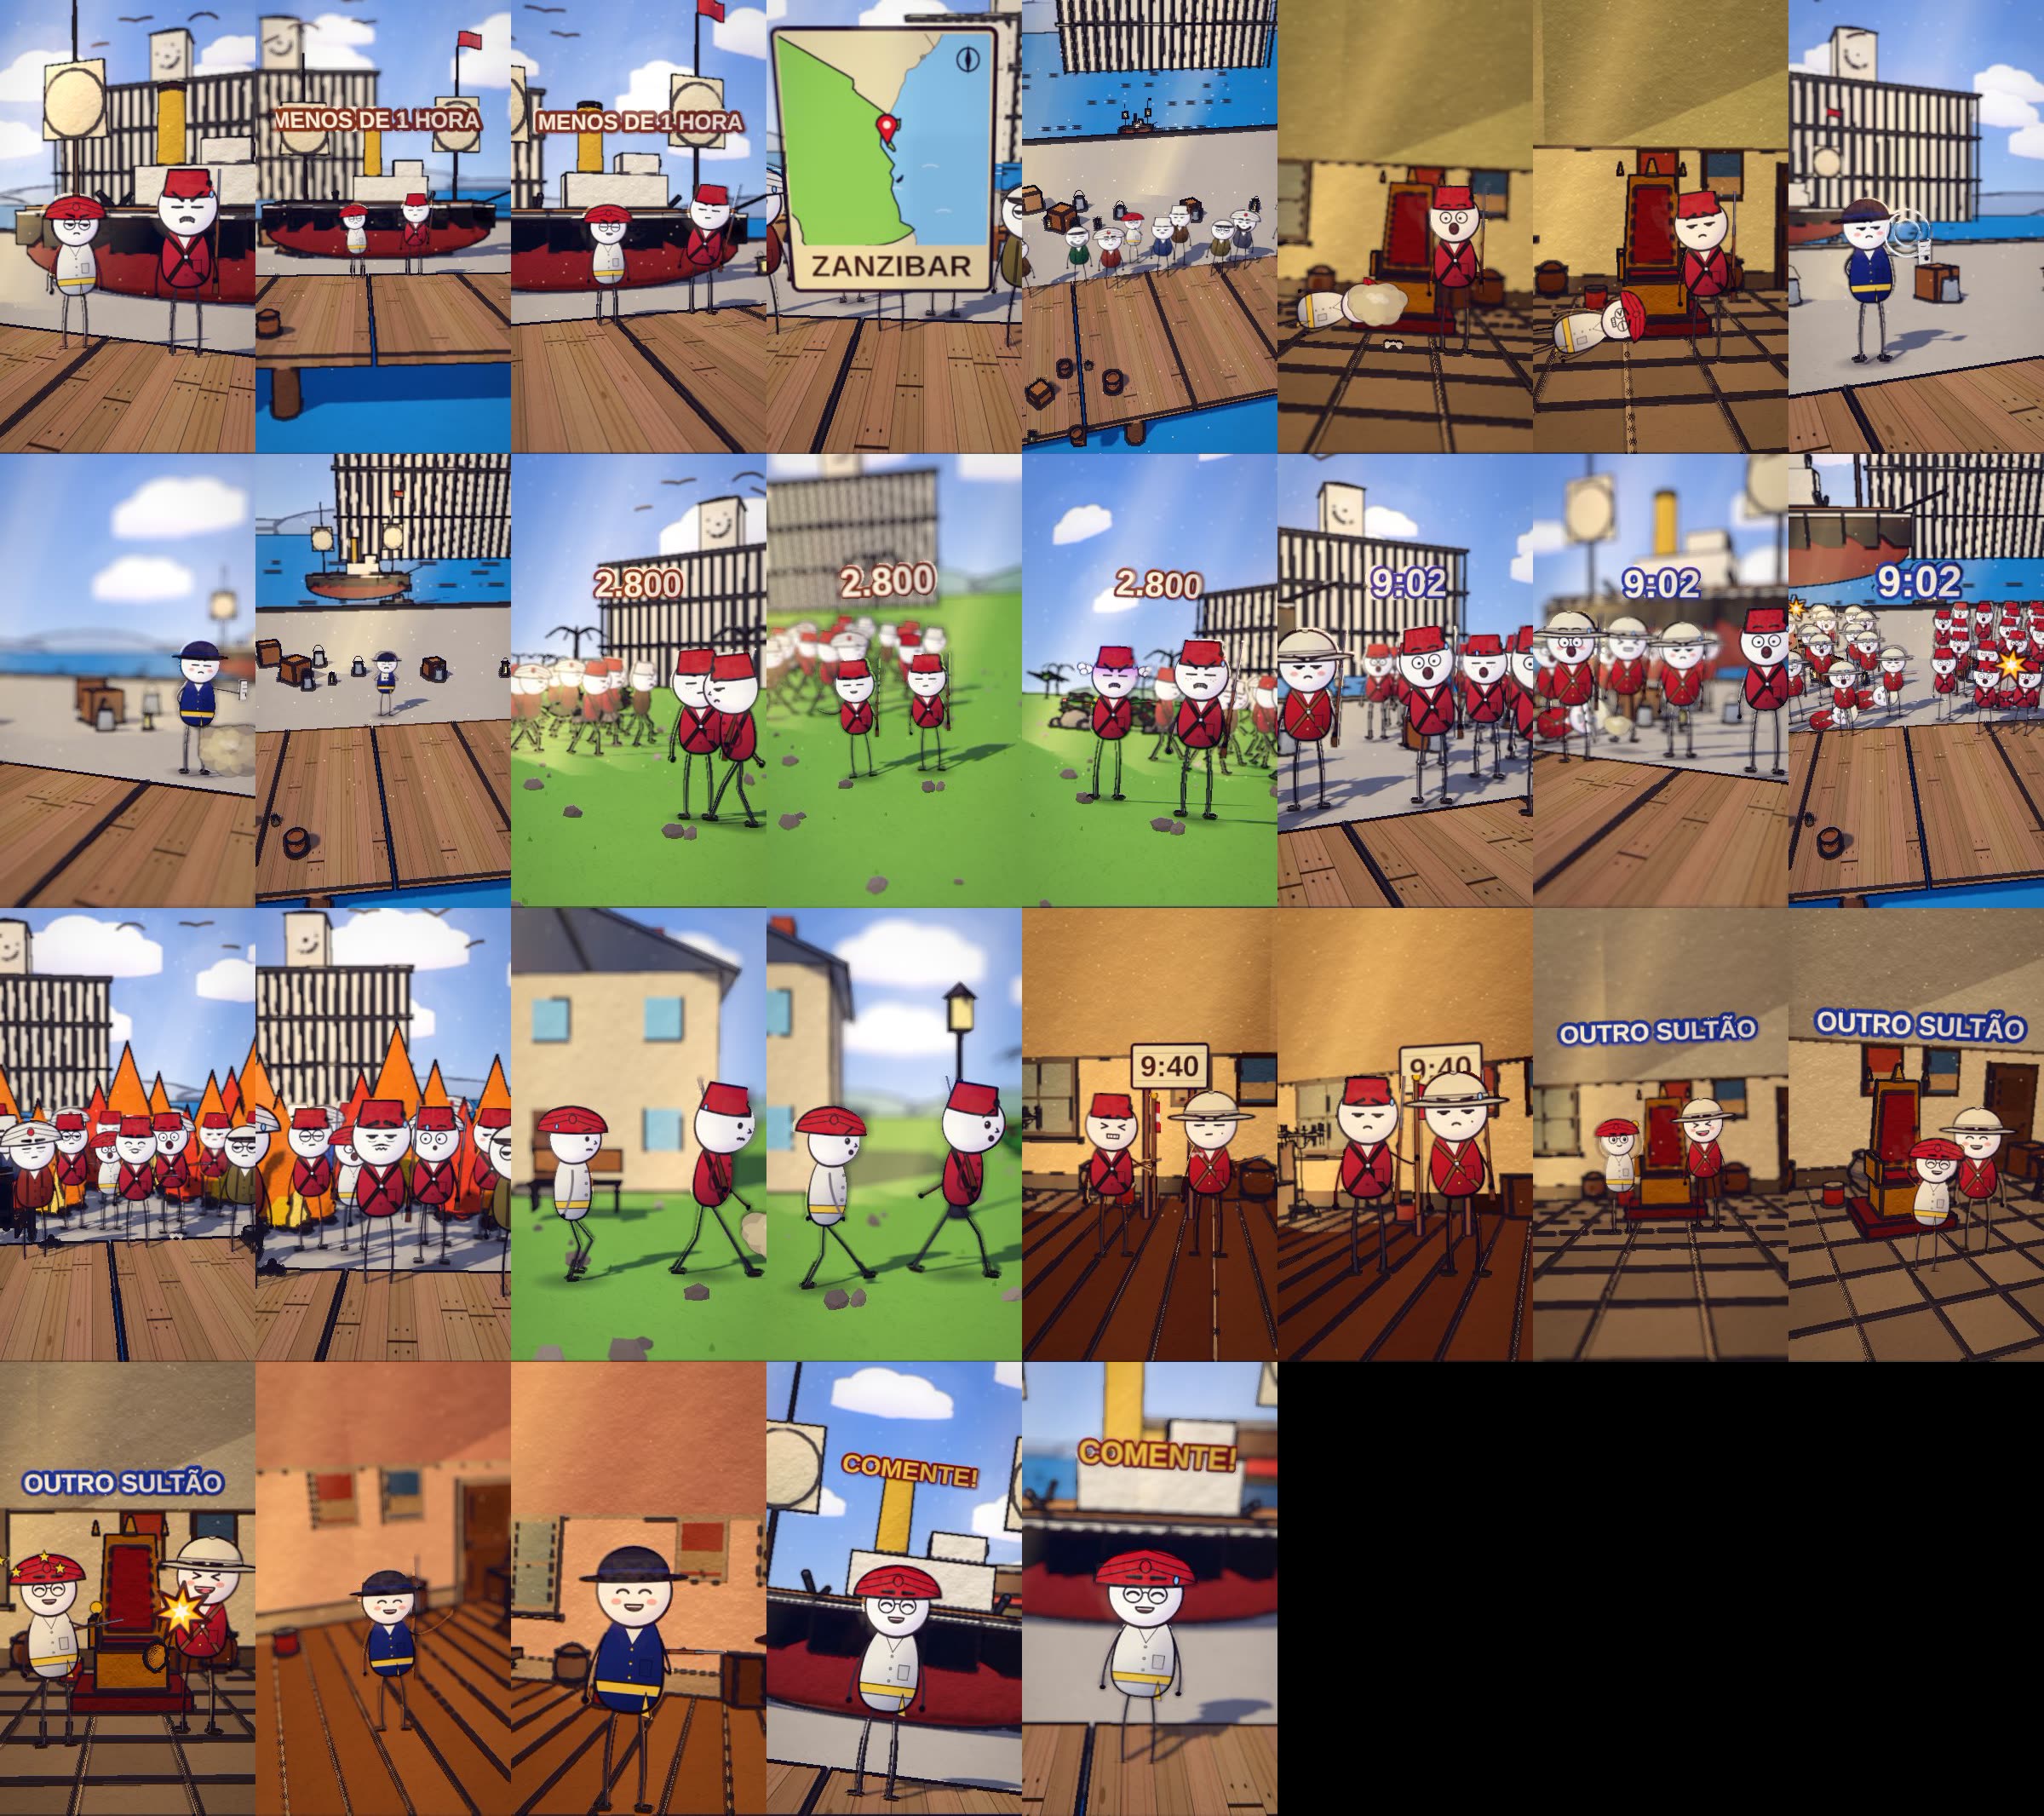 MENOS DE 1 HORA
MENOS DE 1 HORA
ZANZIBAR
2.800
2.800
2.800
9:02
9:02
9:02
9:40
9:40
OUTRO SULTÃO
OUTRO SULTÃO
OUTRO SULTÃO
COMENTE!
COMENTE!